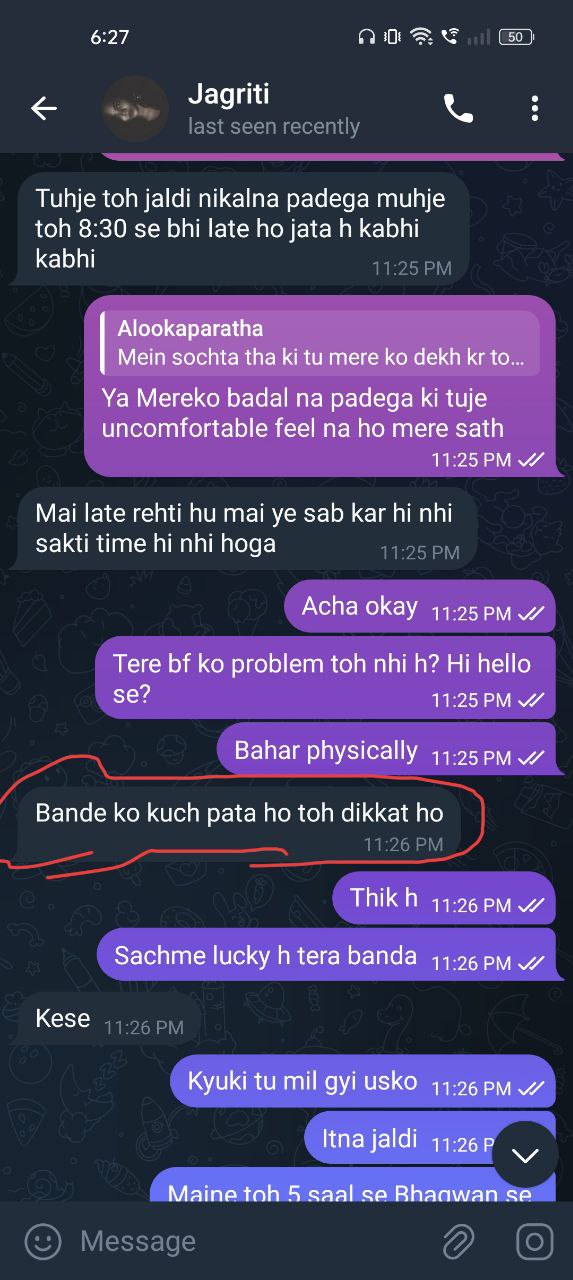 6:27
50
Jagriti
last seen recently
Tuhje toh jaldi nikalna padega muhje
toh 8:30 se bhi late ho jata h kabhi
kabhi
11:25 PM
Alookaparatha
Mein sochta tha ki tu mere ko dekh kr to...
Ya Mereko badal na padega ki tuje
uncomfortable feel na ho mere sath
11:25 PM
Mai late rehti hu mai ye sab kar hi nhi
sakti time hi nhi hoga
11:25 PM
Acha okay 11:25 PM
Tere bf ko problem toh nhi h? Hi hello
se?
11:25 PM
Bahar physically 11:25 PM
Bande ko kuch pata ho toh dikkat ho
11:26 PM
Thik h 11:26 PM
Sachme lucky h tera banda 11:26 PM
Kese 11:26 PM
Kyuki tu mil gyi usko 11:26 PM
Itna jaldi 11:26 P
Maine toh 5 saal se Bhagwan se
Message